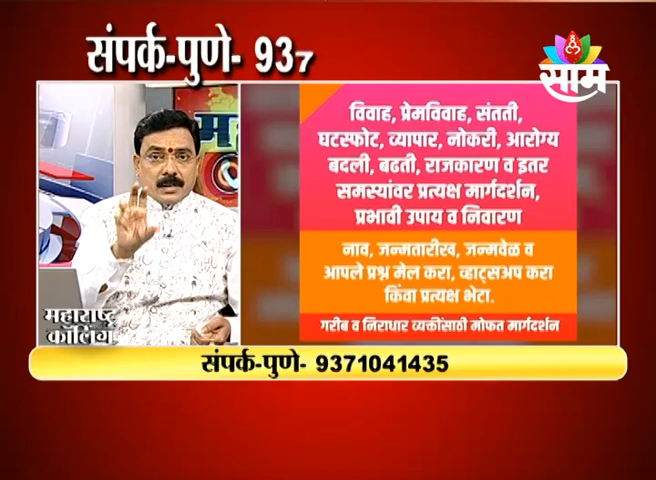 संपर्क-पुणे- 937
साम
विवाह, प्रेमविवाह, संतती,
घटस्फोट, व्यापार, नोकरी, आरोग्य
बदली, बढती, राजकारण व इतर
समस्यांवर प्रत्यक्ष मार्गदर्शन,
प्रभावी उपाय व निवारण
नाव, जन्मतारीख, जन्मवेळ व
आपले प्रश्न मेल करा, व्हाट्सअप करा
किंवा प्रत्यक्ष भेटा.
गरीब व निराधार व्यक्तींसाठी मोफत मार्गदर्शन
महाराष्ट्र
कॉलिंग
संपर्क-पुणे- 9371041435